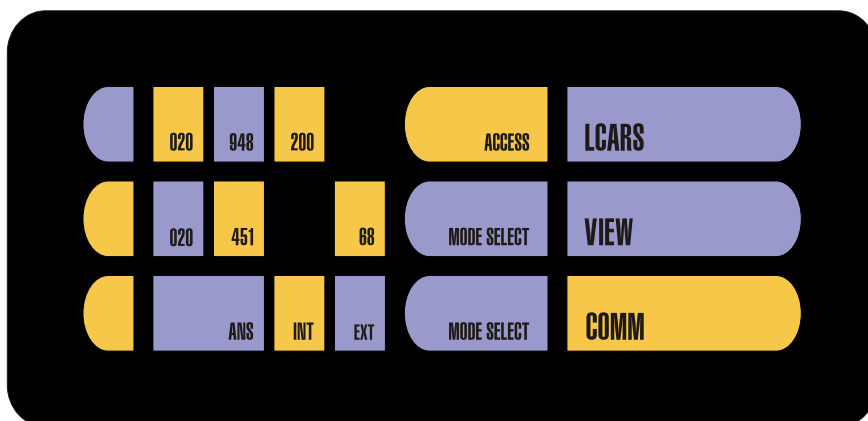 020 948 200 ACCESS LCARS
020 451 68 MODE SELECT VIEW
ANS INT EXT MODE SELECT COMM